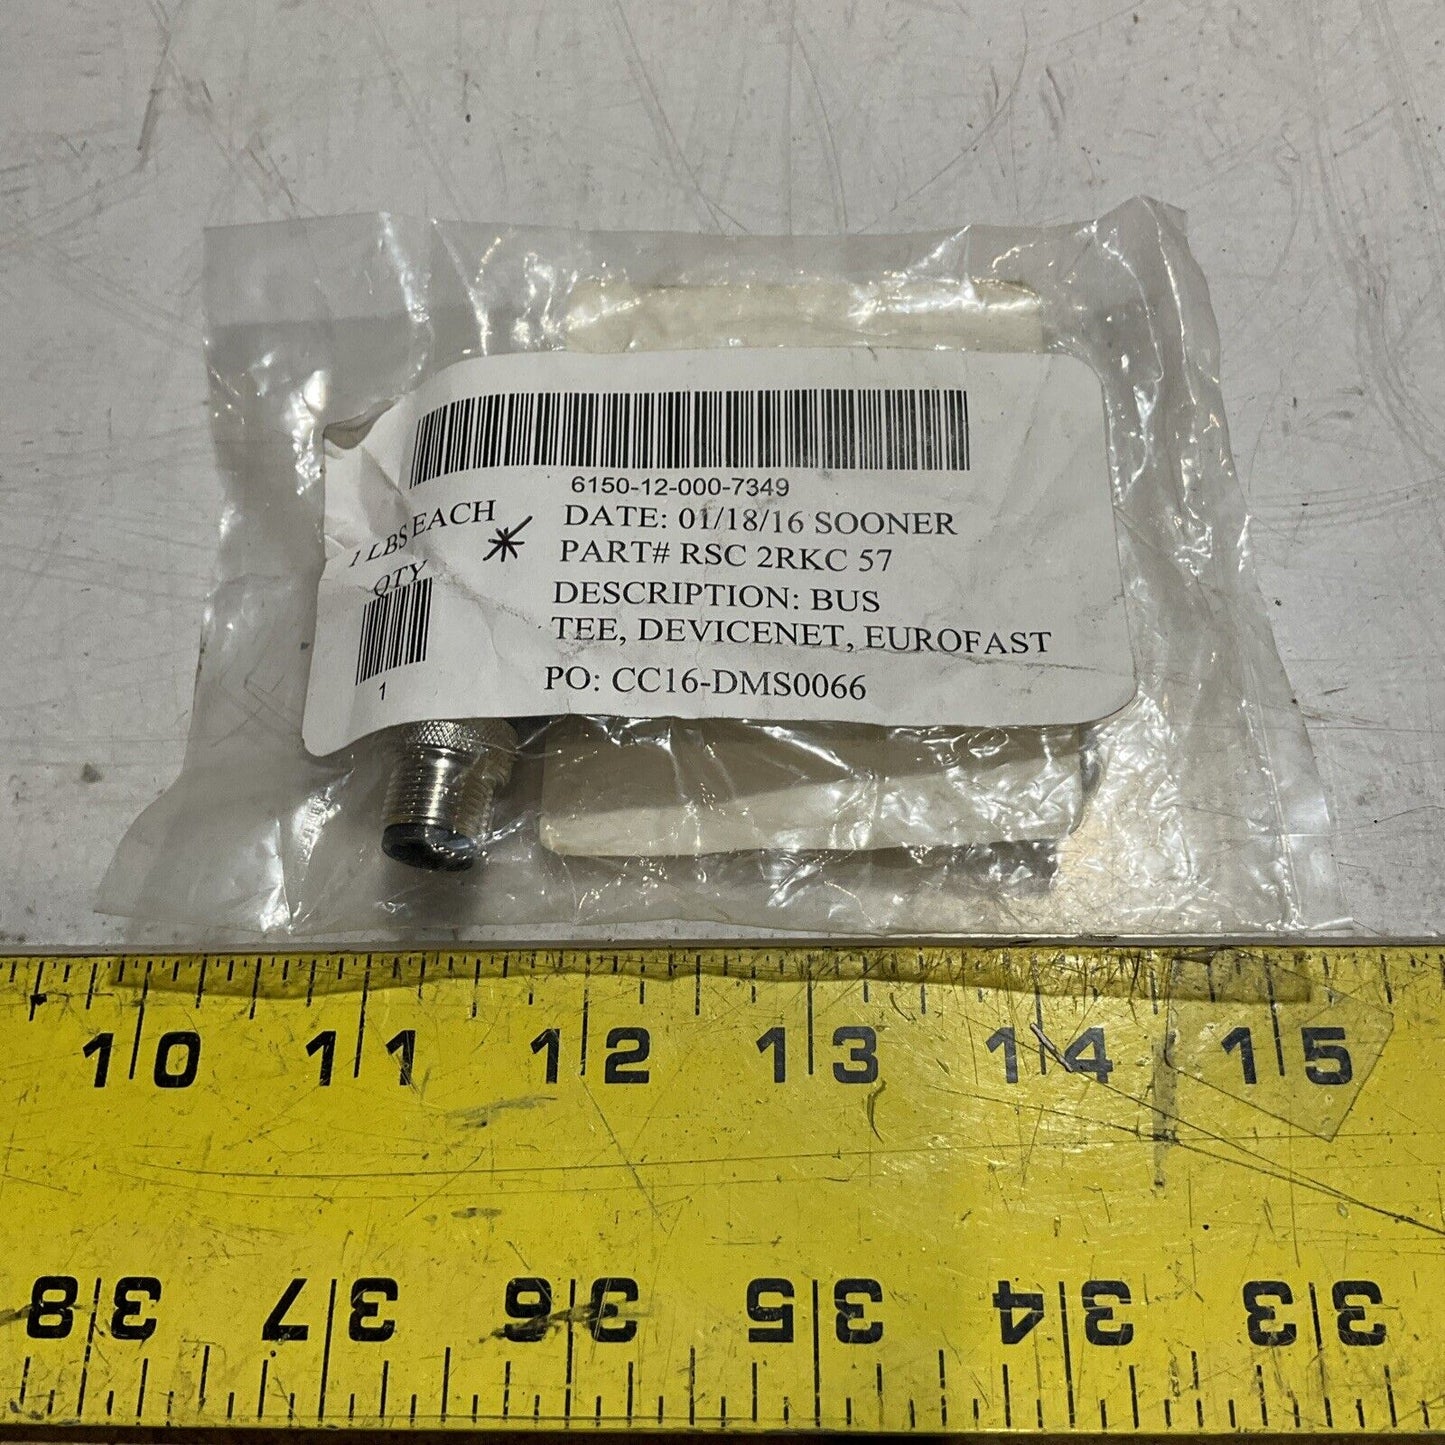 6150-12-000-7349
1 LBS EACH
DATE: 01/18/16 SOONER
PART# RSC 2RKC 57
QTY
DESCRIPTION: BUS
TEE, DEVICENET, EUROFAST
1
PO: CC16-DMS0066
10 11 12 13 14 15
38 37 36 35 34 33